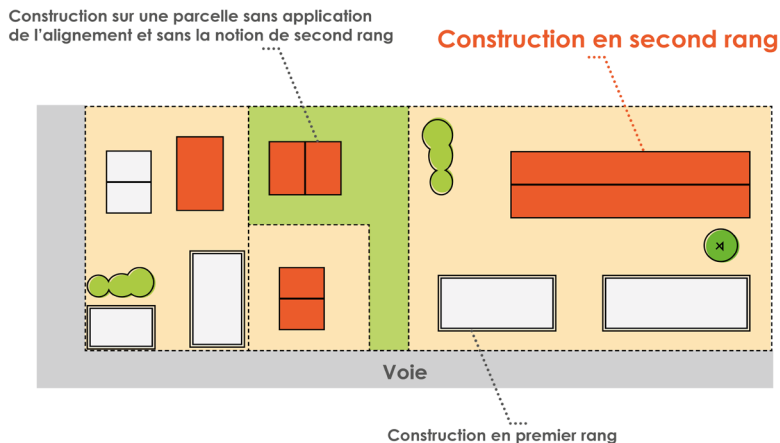 Construction sur une parcelle sans application
de l'alignement et sans la notion de second rang
Construction en second rang
Voie
Construction en premier rang